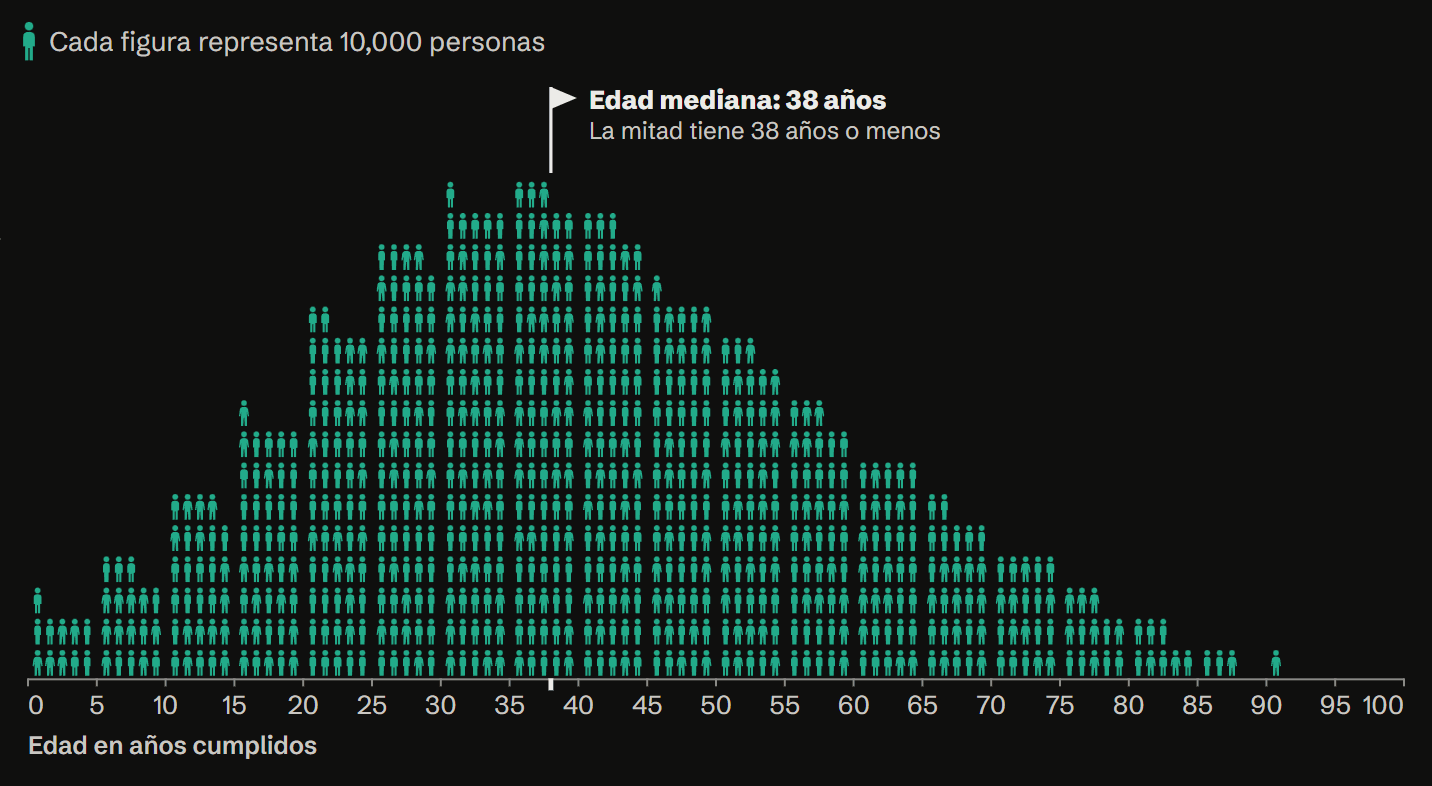 Cada figura representa 10,000 personas
Edad mediana: 38 años
La mitad tiene 38 años o menos
0 5 10 15 20 25 30 35 40 45 50 55 60 65 70 75 80 85 90 95 100
Edad en años cumplidos